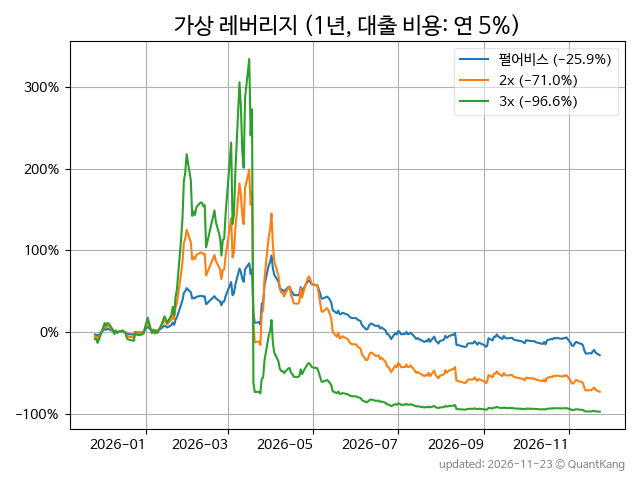 가상 레버리지 (1년, 대출 비용: 연 5%)
펄어비스 (-25.9%)
2x (-71.0%)
3x (-96.6%)
300%
200%
100%
0%
-100%
2026-01 2026-03 2026-05 2026-07 2026-09 2026-11
updated: 2026-11-23 © QuantKang